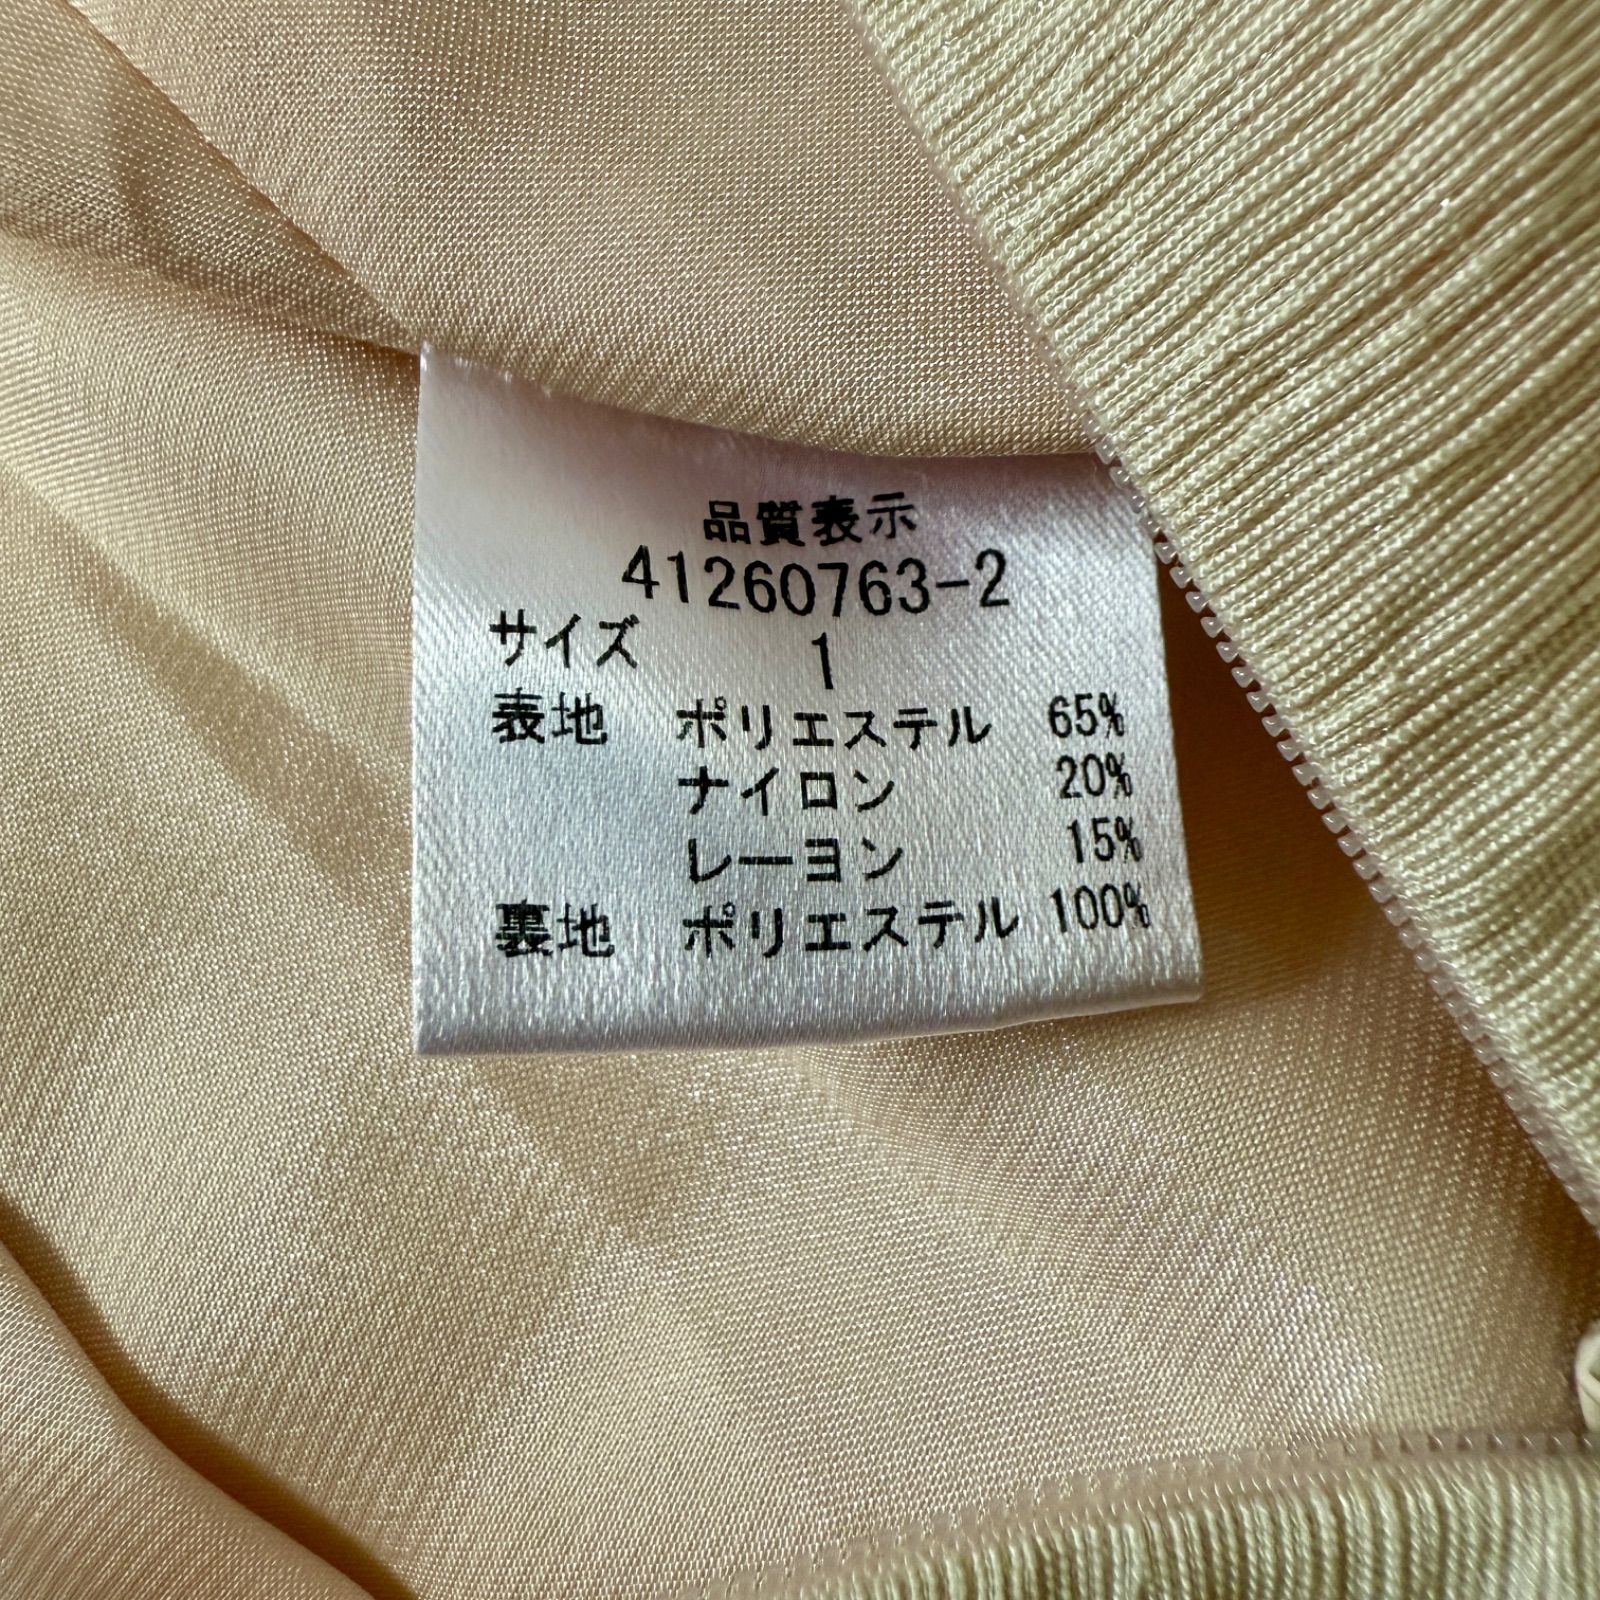 品質表示
41260763-2
サイズ 1
表地 ポリエステル 65%
ナイロン 20%
レーヨン 15%
裏地 ポリエステル 100%